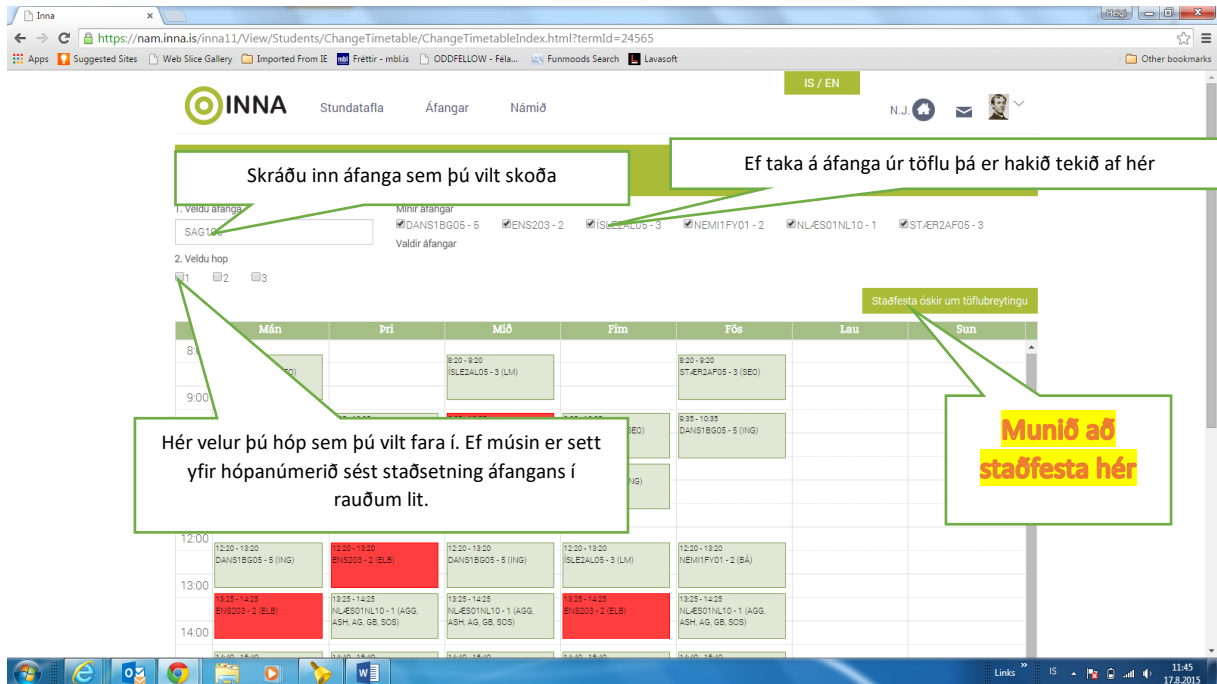 Inna
Helgi
https://nam.inna.is/inna11/View/Students/ChangeTimetable/ChangeTimetableIndex.html?termId=24565
Apps Suggested Sites Web Slice Gallery Imported From IE Fréttir - mbl.is ODDFELLOW - Féla... Funmoods Search Lavasoft Other bookmarks
IS / EN
INNA Stundatafla Áfangar Námið N.J.
Skráðu inn áfanga sem þú vilt skoða
Ef taka á áfanga úr töflu þá er hakið tekið af hér
1. Veldu áfanga Mínir áfangar
DANS1BG05 - 5 ENS203 - 2 ÍSLE2AL05 - 3 NEMI1FY01 - 2 NLÆS01NL10 - 1 STÆR2AF05 - 3
Valdir áfangar
2. Veldu hóp
1 2 3
Staðfesta óskir um töflubreytingu
Mán Þri Mið Fim Fös Lau Sun
8:20 - 9:20 8:20 - 9:20
ÍSLE2AL05 - 3 (LM) STÆR2AF05 - 3 (SEO)
9:00
9:35 - 10:35
DANS1BG05 - 5 (ING)
Hér velur þú hóp sem þú vilt fara í. Ef músin er sett
yfir hópanúmerið sést staðsetning áfangans í
rauðum lit.
Munið að
staðfesta hér
12:00
12:20 - 13:20 12:20 - 13:20 12:20 - 13:20 12:20 - 13:20 12:20 - 13:20
DANS1BG05 - 5 (ING) ENS203 - 2 (ELB) DANS1BG05 - 5 (ING) ÍSLE2AL05 - 3 (LM) NEMI1FY01 - 2 (BÁ)
13:00
13:25 - 14:25 13:25 - 14:25 13:25 - 14:25 13:25 - 14:25 13:25 - 14:25
ENS203 - 2 (ELB) NLÆS01NL10 - 1 (AGG, NLÆS01NL10 - 1 (AGG, ENS203 - 2 (ELB) NLÆS01NL10 - 1 (AGG,
ASH, AG, GB, SOS) ASH, AG, GB, SOS) ASH, AG, GB, SOS)
14:00
Links IS 11:45
17.8.2015